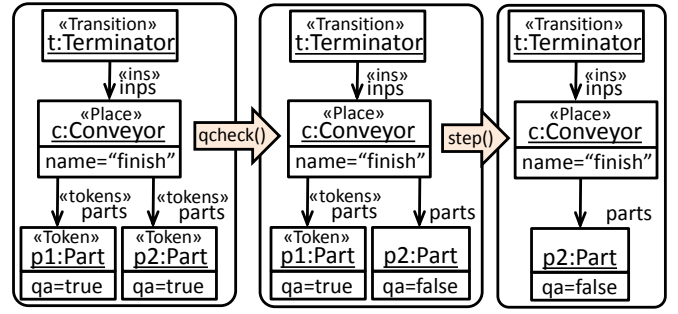 «Transition»
t:Terminator
«ins»
inps
«Place»
c:Conveyor
name=“finish”
«tokens» «tokens»
parts parts
«Token» «Token»
p1:Part p2:Part
qa=true qa=true
qcheck()
«Transition»
t:Terminator
«ins»
inps
«Place»
c:Conveyor
name=“finish”
«tokens»
parts parts
«Token»
p1:Part p2:Part
qa=true qa=false
step()
«Transition»
t:Terminator
«ins»
inps
«Place»
c:Conveyor
name=“finish”
parts
p2:Part
qa=false